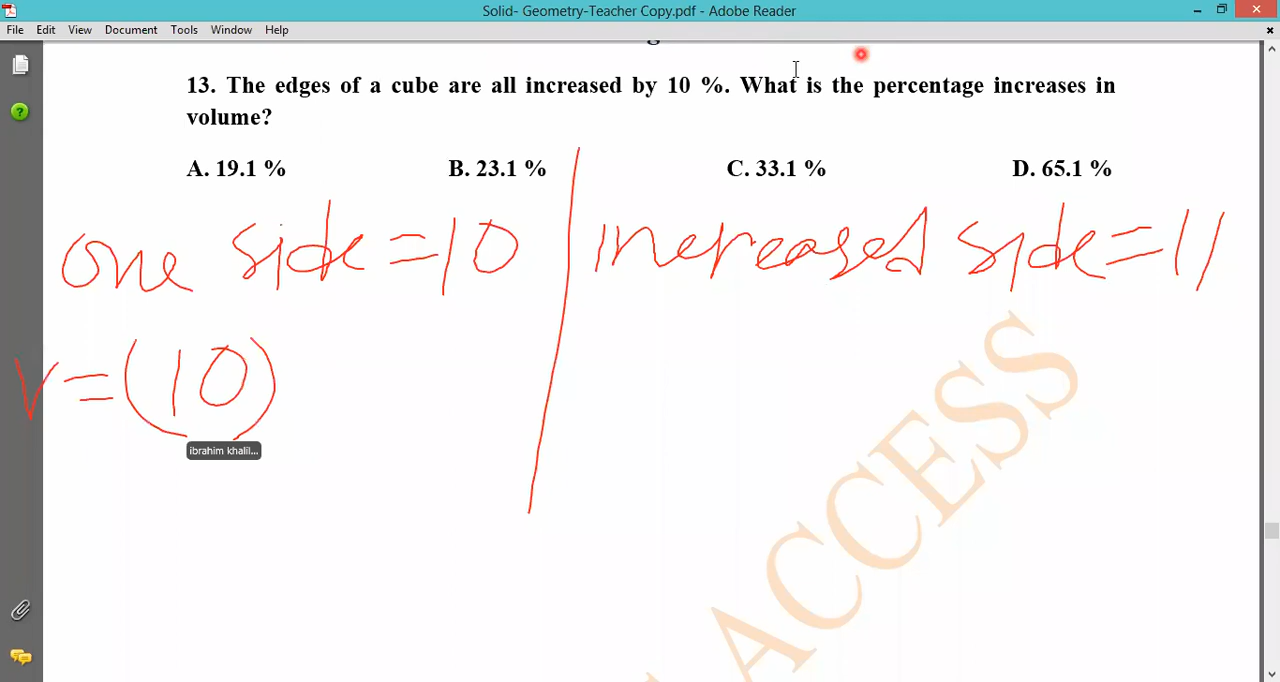 Solid- Geometry-Teacher Copy.pdf - Adobe Reader
File Edit View Document Tools Window Help
13. The edges of a cube are all increased by 10 %. What is the percentage increases in
volume?
A. 19.1 % B. 23.1 % C. 33.1 % D. 65.1 %
one side = 10 increased side = 11
V = (10)
ibrahim khalil...
ACCESS